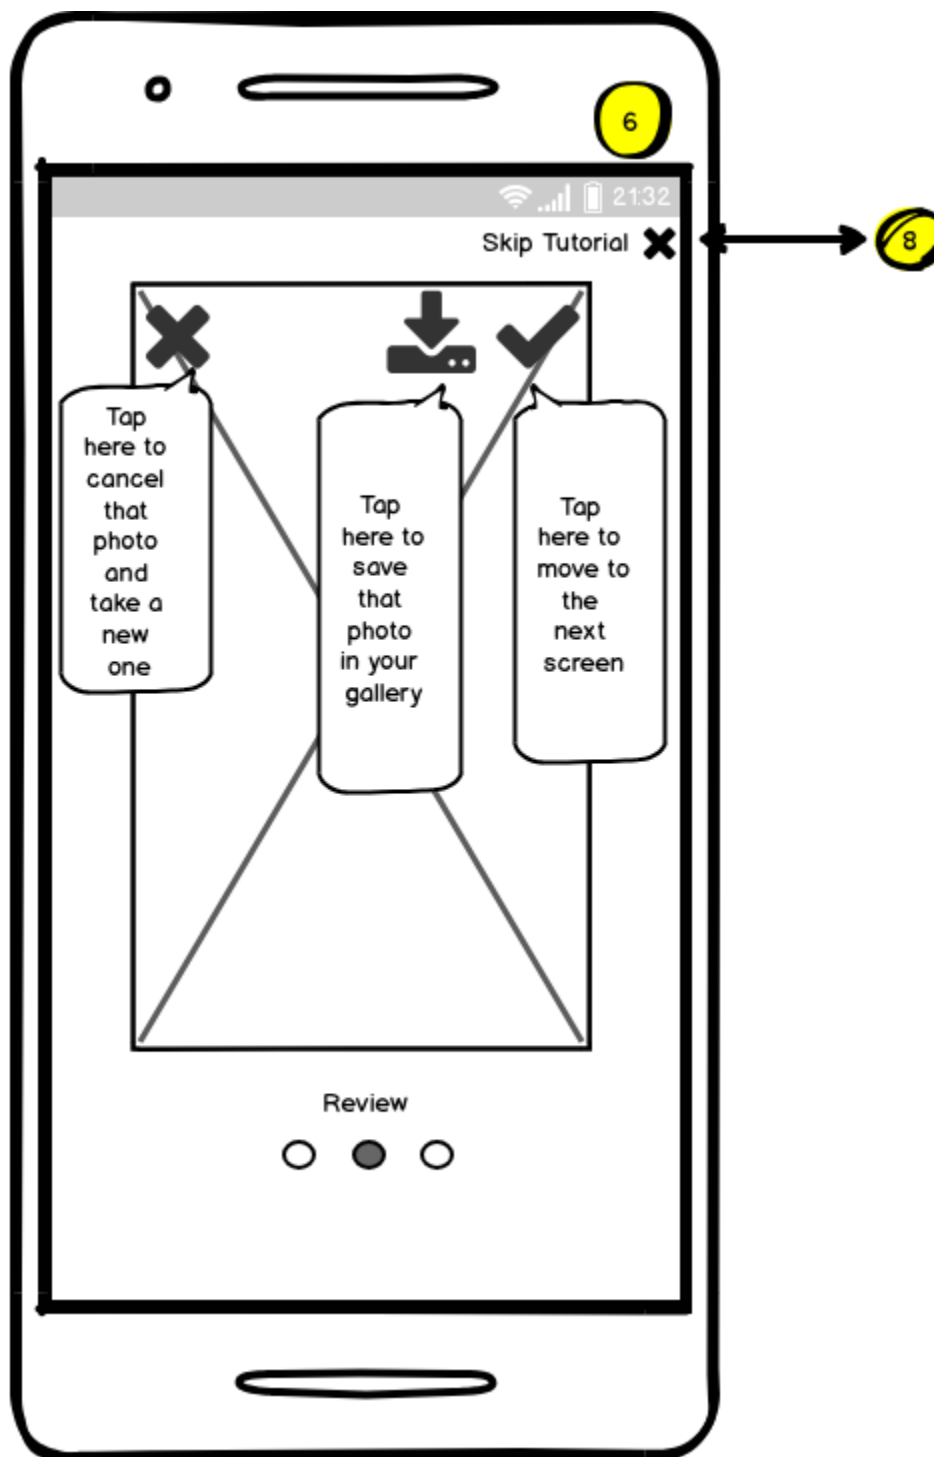 6
21:32
Skip Tutorial
8
Tap
here to
cancel
that
photo
and
take a
new
one
Tap
here to
save
that
photo
in your
gallery
Tap
here to
move to
the
next
screen
Review